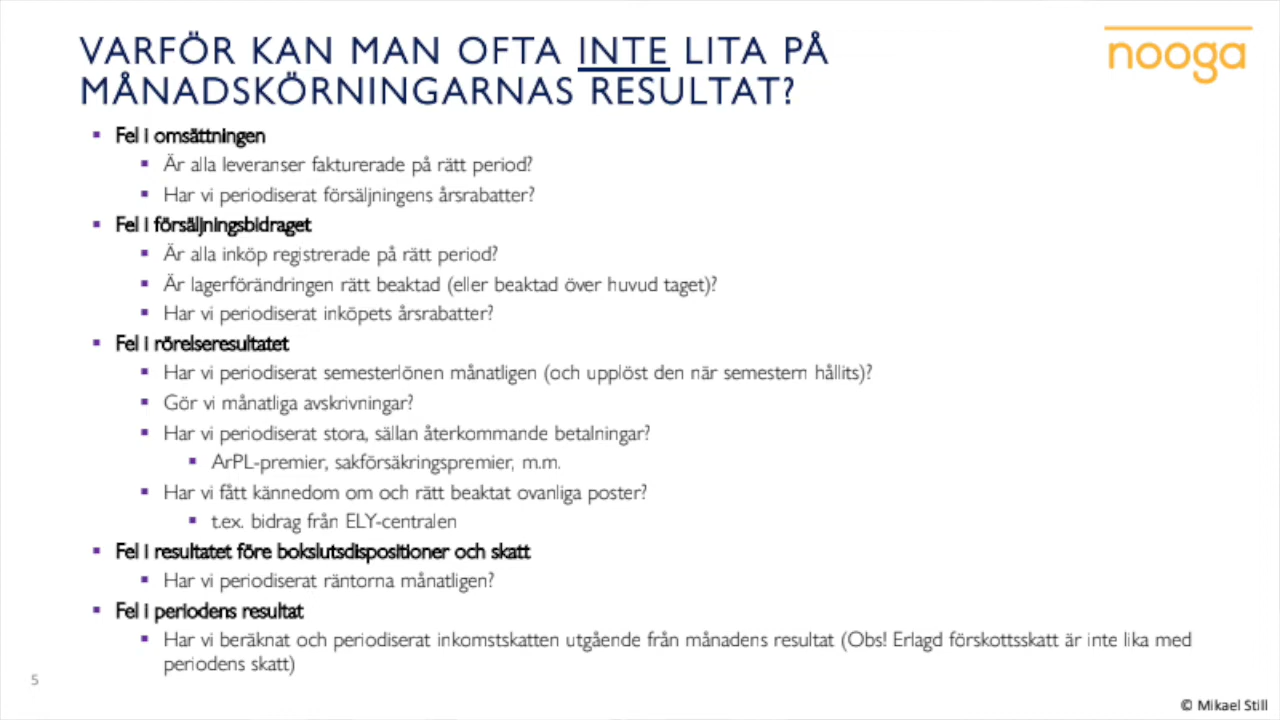 VARFÖR KAN MAN OFTA INTE LITA PÅ
MÅNADSKÖRNINGARNAS RESULTAT?
nooga
Fel i omsättningen
Är alla leveranser fakturerade på rätt period?
Har vi periodiserat försäljningens årsrabatter?
Fel i försäljningsbidraget
Är alla inköp registrerade på rätt period?
Är lagerförändringen rätt beaktad (eller beaktad över huvud taget)?
Har vi periodiserat inköpets årsrabatter?
Fel i rörelseresultatet
Har vi periodiserat semesterlönen månatligen (och upplöst den när semestern hållits)?
Gör vi månatliga avskrivningar?
Har vi periodiserat stora, sällan återkommande betalningar?
ArPL-premier, sakförsäkringspremier, m.m.
Har vi fått kännedom om och rätt beaktat ovanliga poster?
t.ex. bidrag från ELY-centralen
Fel i resultatet före bokslutsdispositioner och skatt
Har vi periodiserat räntorna månatligen?
Fel i periodens resultat
Har vi beräknat och periodiserat inkomstskatten utgående från månadens resultat (Obs! Erlagd förskottsskatt är inte lika med
periodens skatt)
5
© Mikael Still